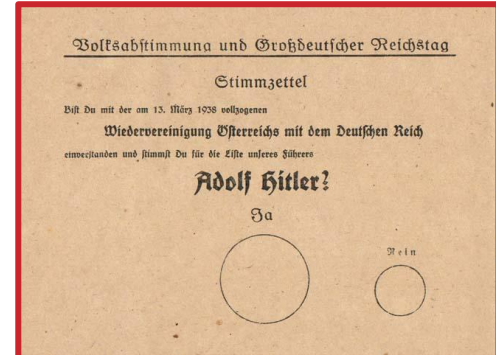 Volksabstimmung und Großdeutscher Reichstag
Stimmzettel
Bist Du mit der am 13. März 1938 vollzogenen
Wiedervereinigung Österreichs mit dem Deutschen Reich
einverstanden und stimmst Du für die Liste unseres Führers
Adolf Hitler?
Ja
Nein